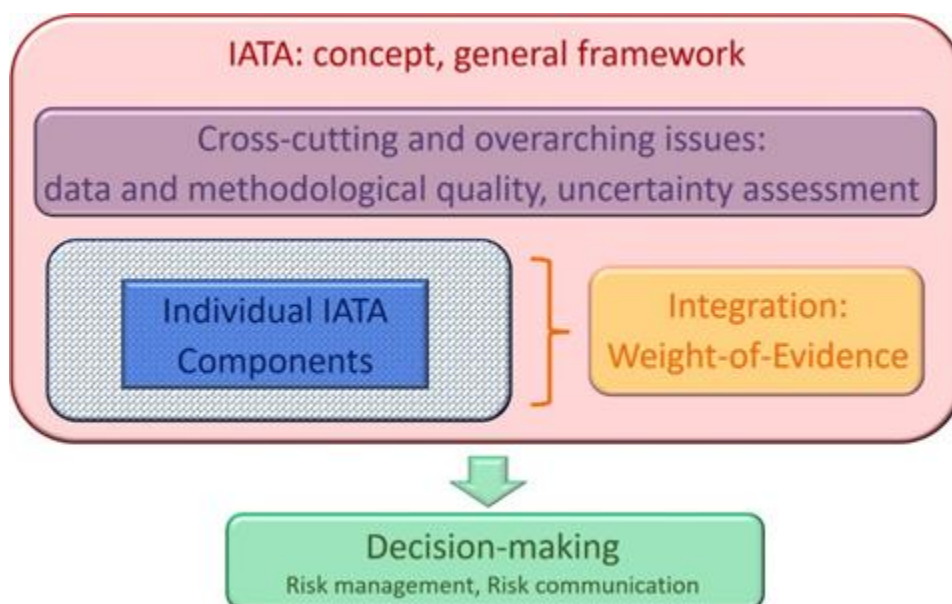 IATA: concept, general framework
Cross-cutting and overarching issues:
data and methodological quality, uncertainty assessment
Individual IATA
Components
Integration:
Weight-of-Evidence
Decision-making
Risk management, Risk communication